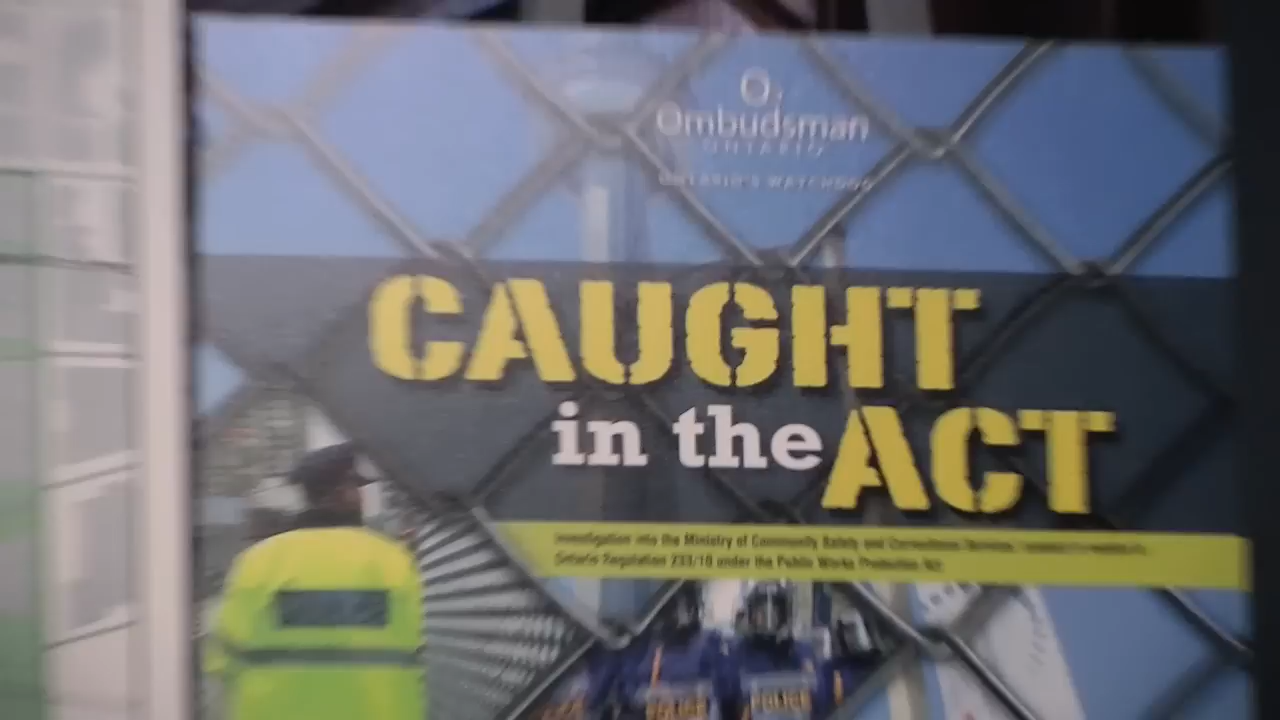 Ombudsman
ONTARIO
ONTARIO'S WATCHDOG
CAUGHT
in the ACT
Investigation into the Ministry of Community Safety and Correctional Services'
Ontario Regulation 233/10 under the Public Works Protection Act
POLICE
POLICE